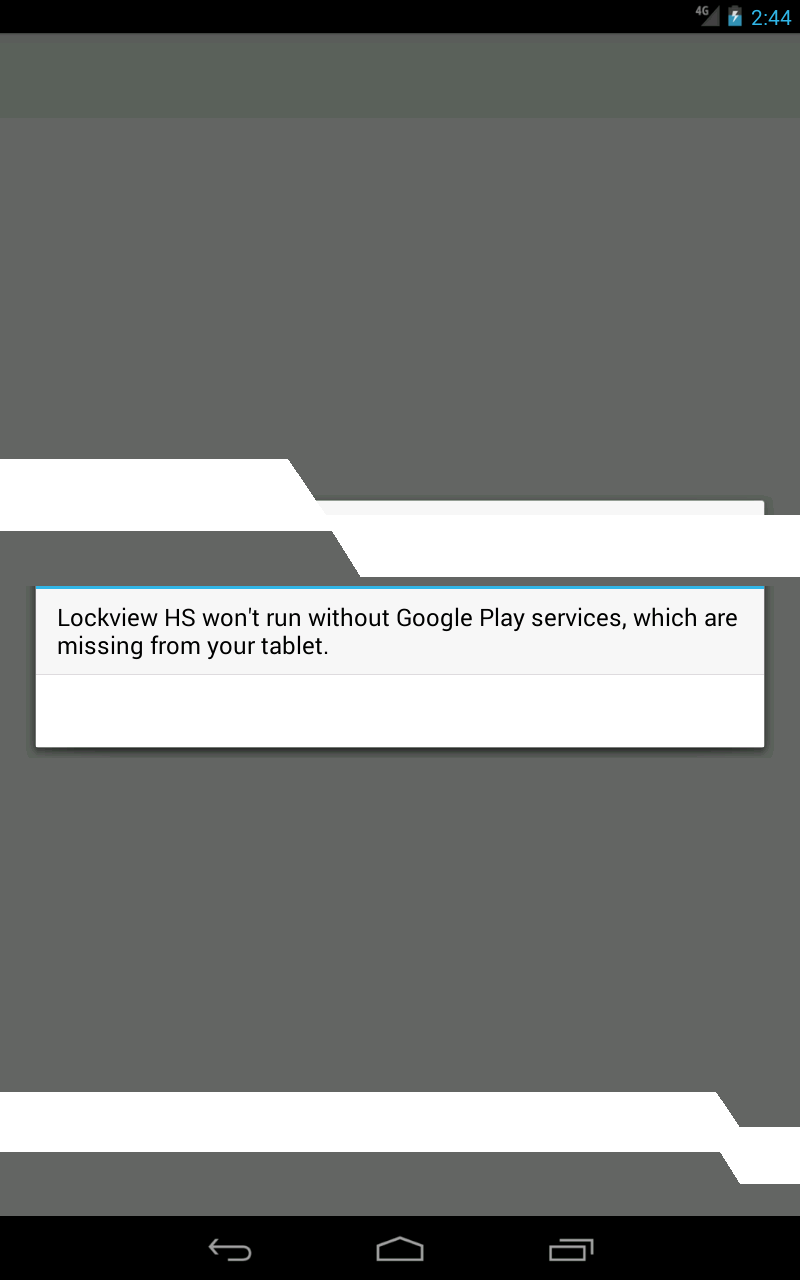 4G 2:44
Lockview HS won't run without Google Play services, which are
missing from your tablet.